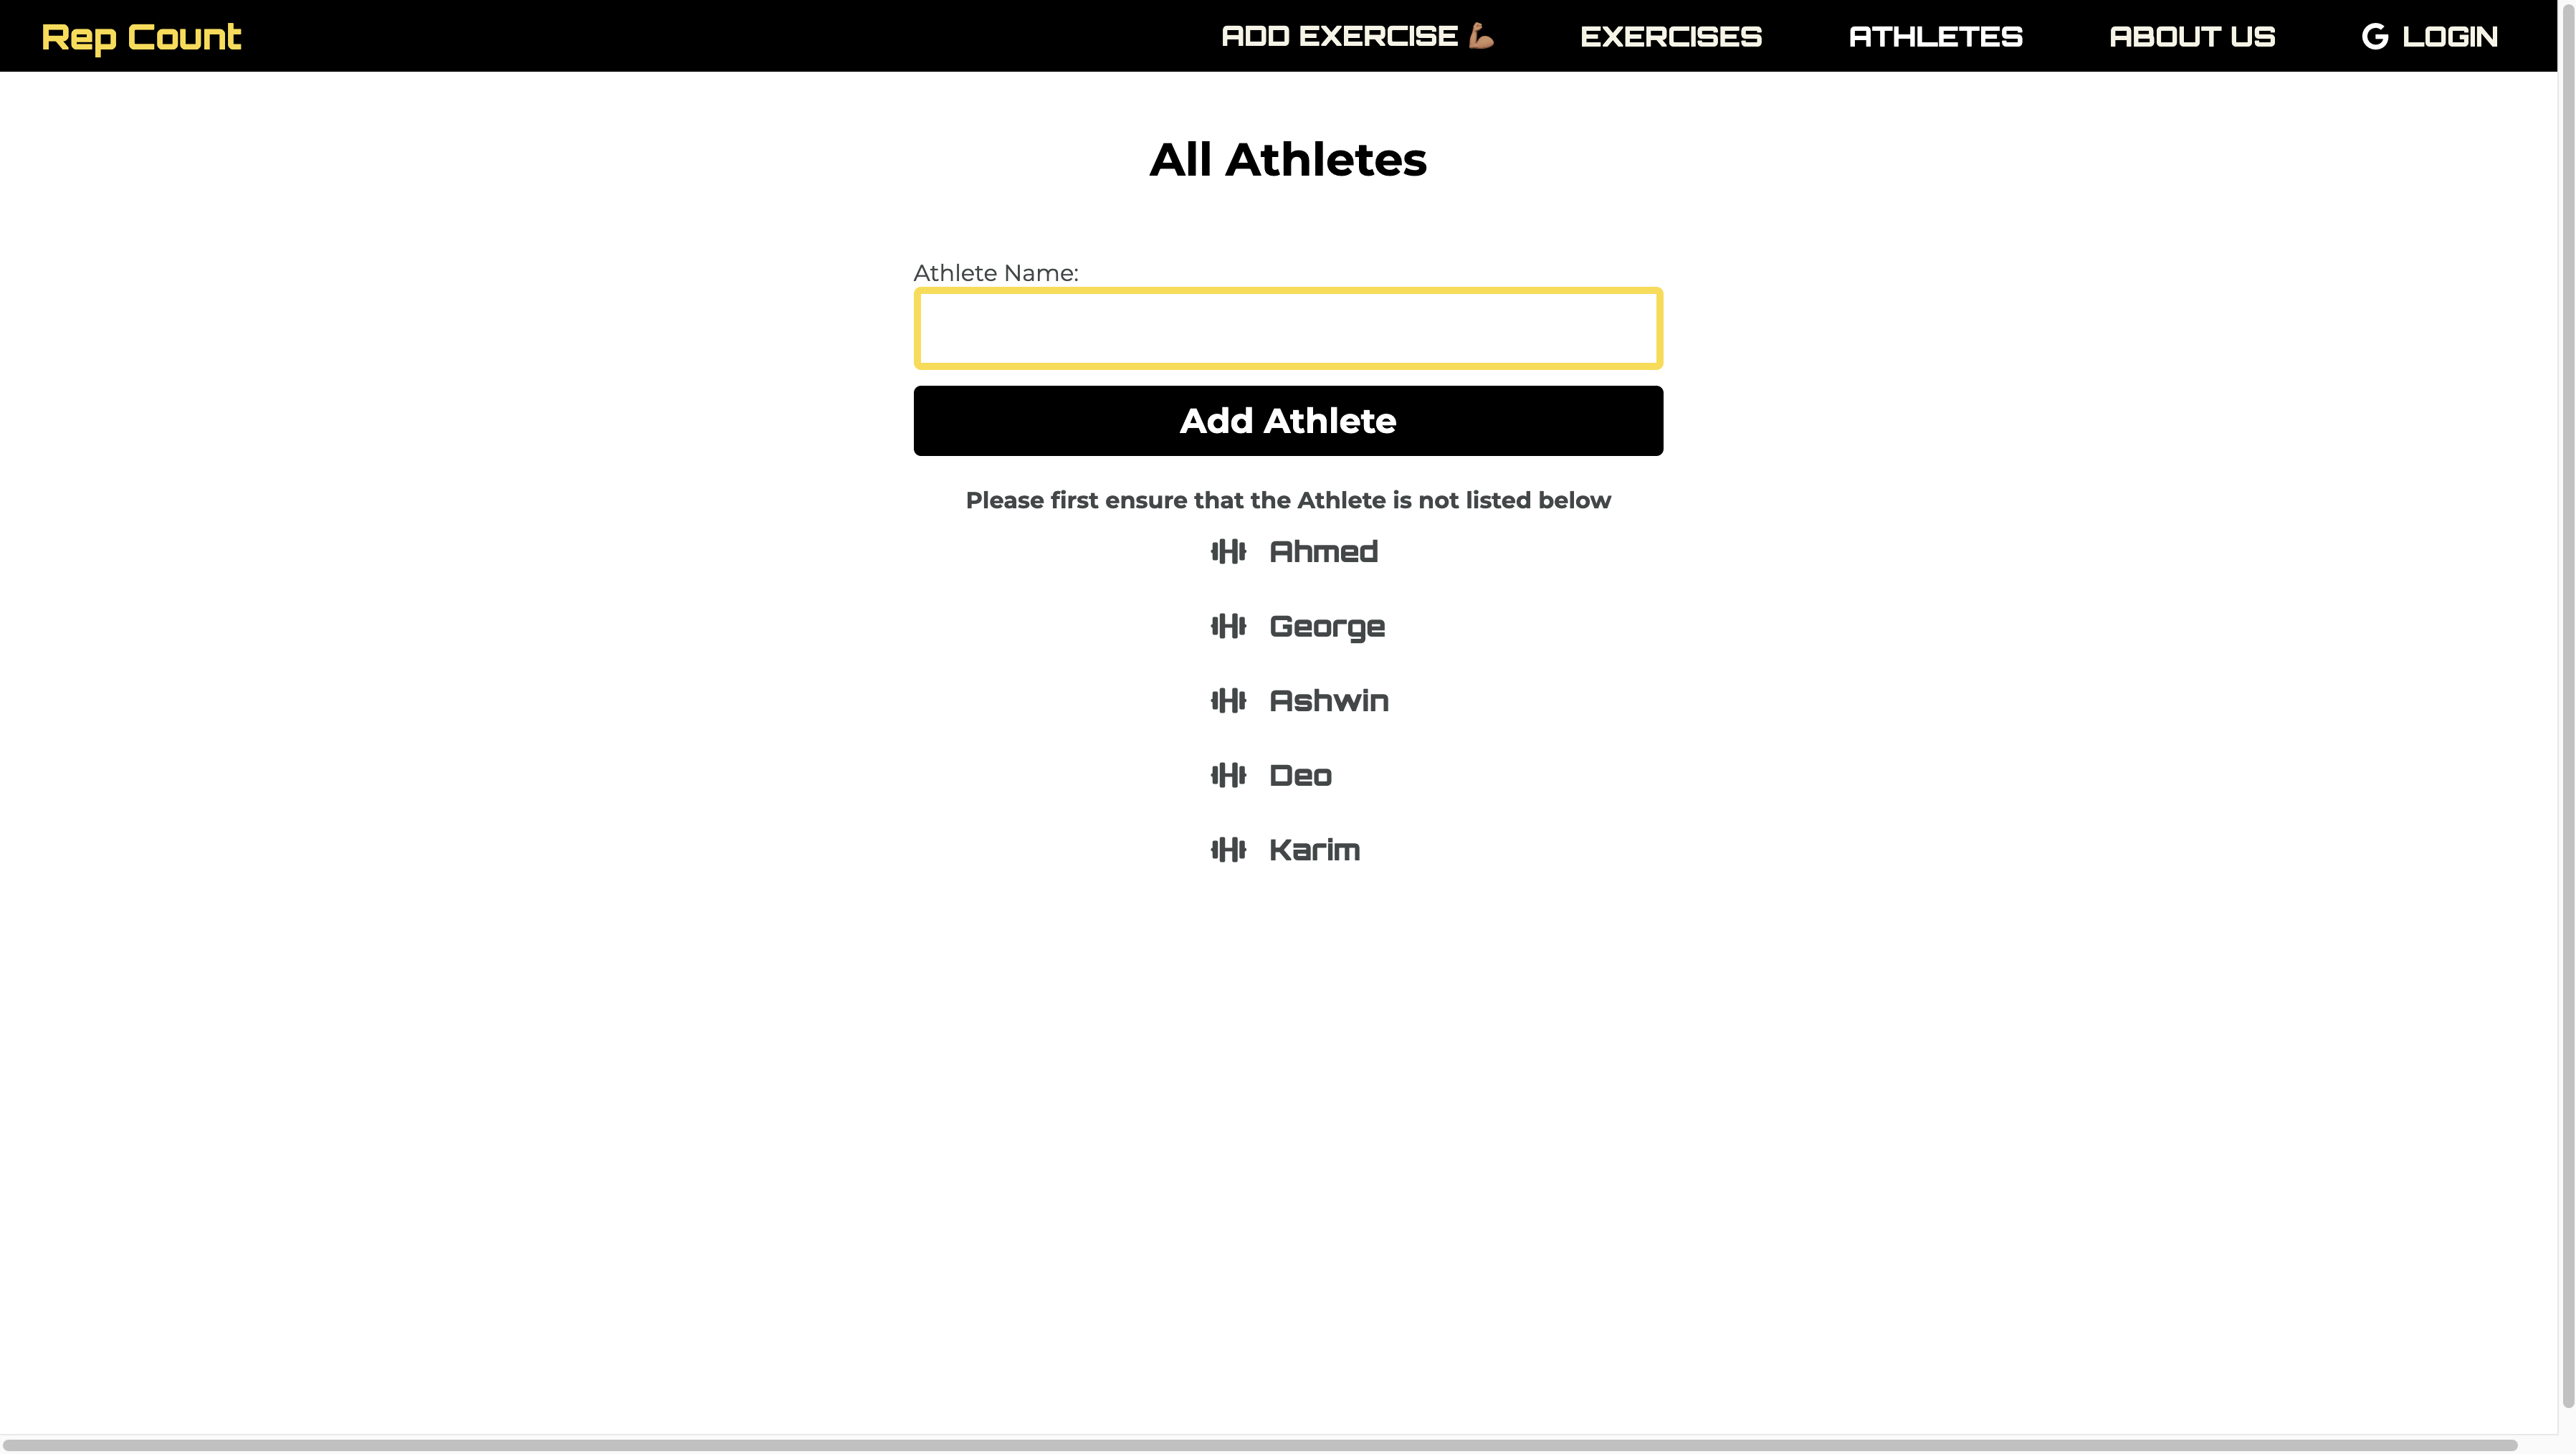 Rep Count
ADD EXERCISE 💪🏽 EXERCISES ATHLETES ABOUT US LOGIN
All Athletes
Athlete Name:
Add Athlete
Please first ensure that the Athlete is not listed below
Ahmed
George
Ashwin
Deo
Karim